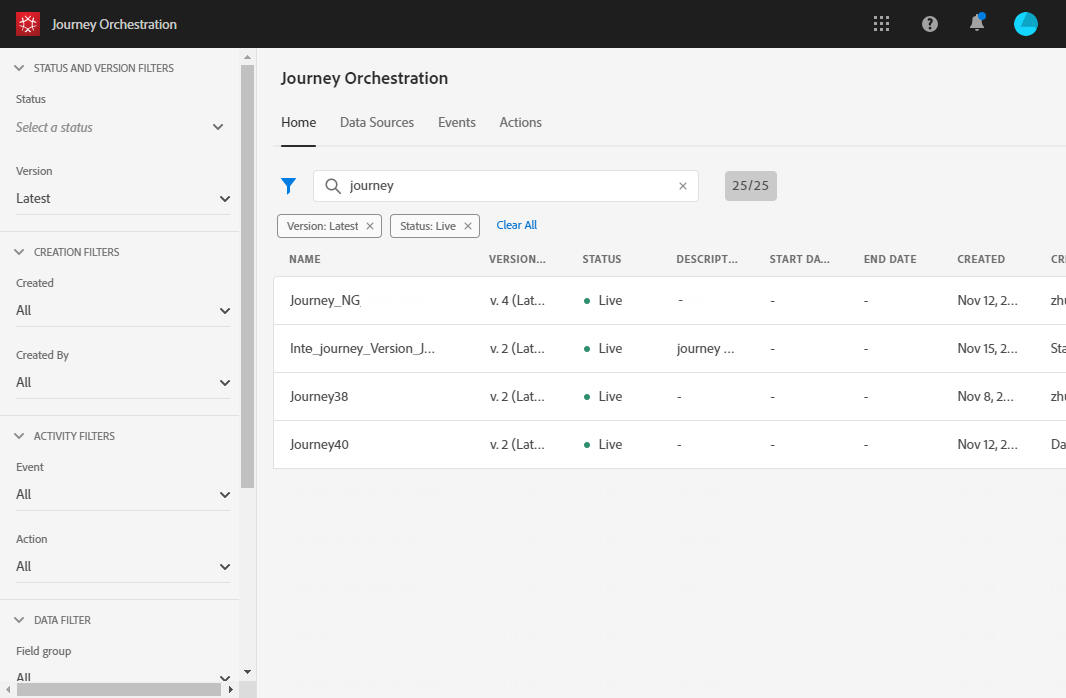 Journey Orchestration
STATUS AND VERSION FILTERS
Status
Select a status
Version
Latest
CREATION FILTERS
Created
All
Created By
All
ACTIVITY FILTERS
Event
All
Action
All
DATA FILTER
Field group
All
Journey Orchestration
Home Data Sources Events Actions
journey 25/25
Version: Latest Status: Live Clear All
NAME VERSION... STATUS DESCRIPT... START DA... END DATE CREATED CR
Journey_NG v. 4 (Lat... Live - - - Nov 12, 2... zhu
Inte_journey_Version_J... v. 2 (Lat... Live journey ... - - Nov 15, 2... Sta
Journey38 v. 2 (Lat... Live - - - Nov 8, 2... zhu
Journey40 v. 2 (Lat... Live - - - Nov 12, 2... Da